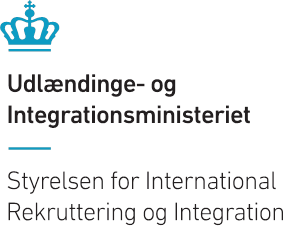 Udlændinge- og
Integrationsministeriet
Styrelsen for International
Rekruttering og Integration